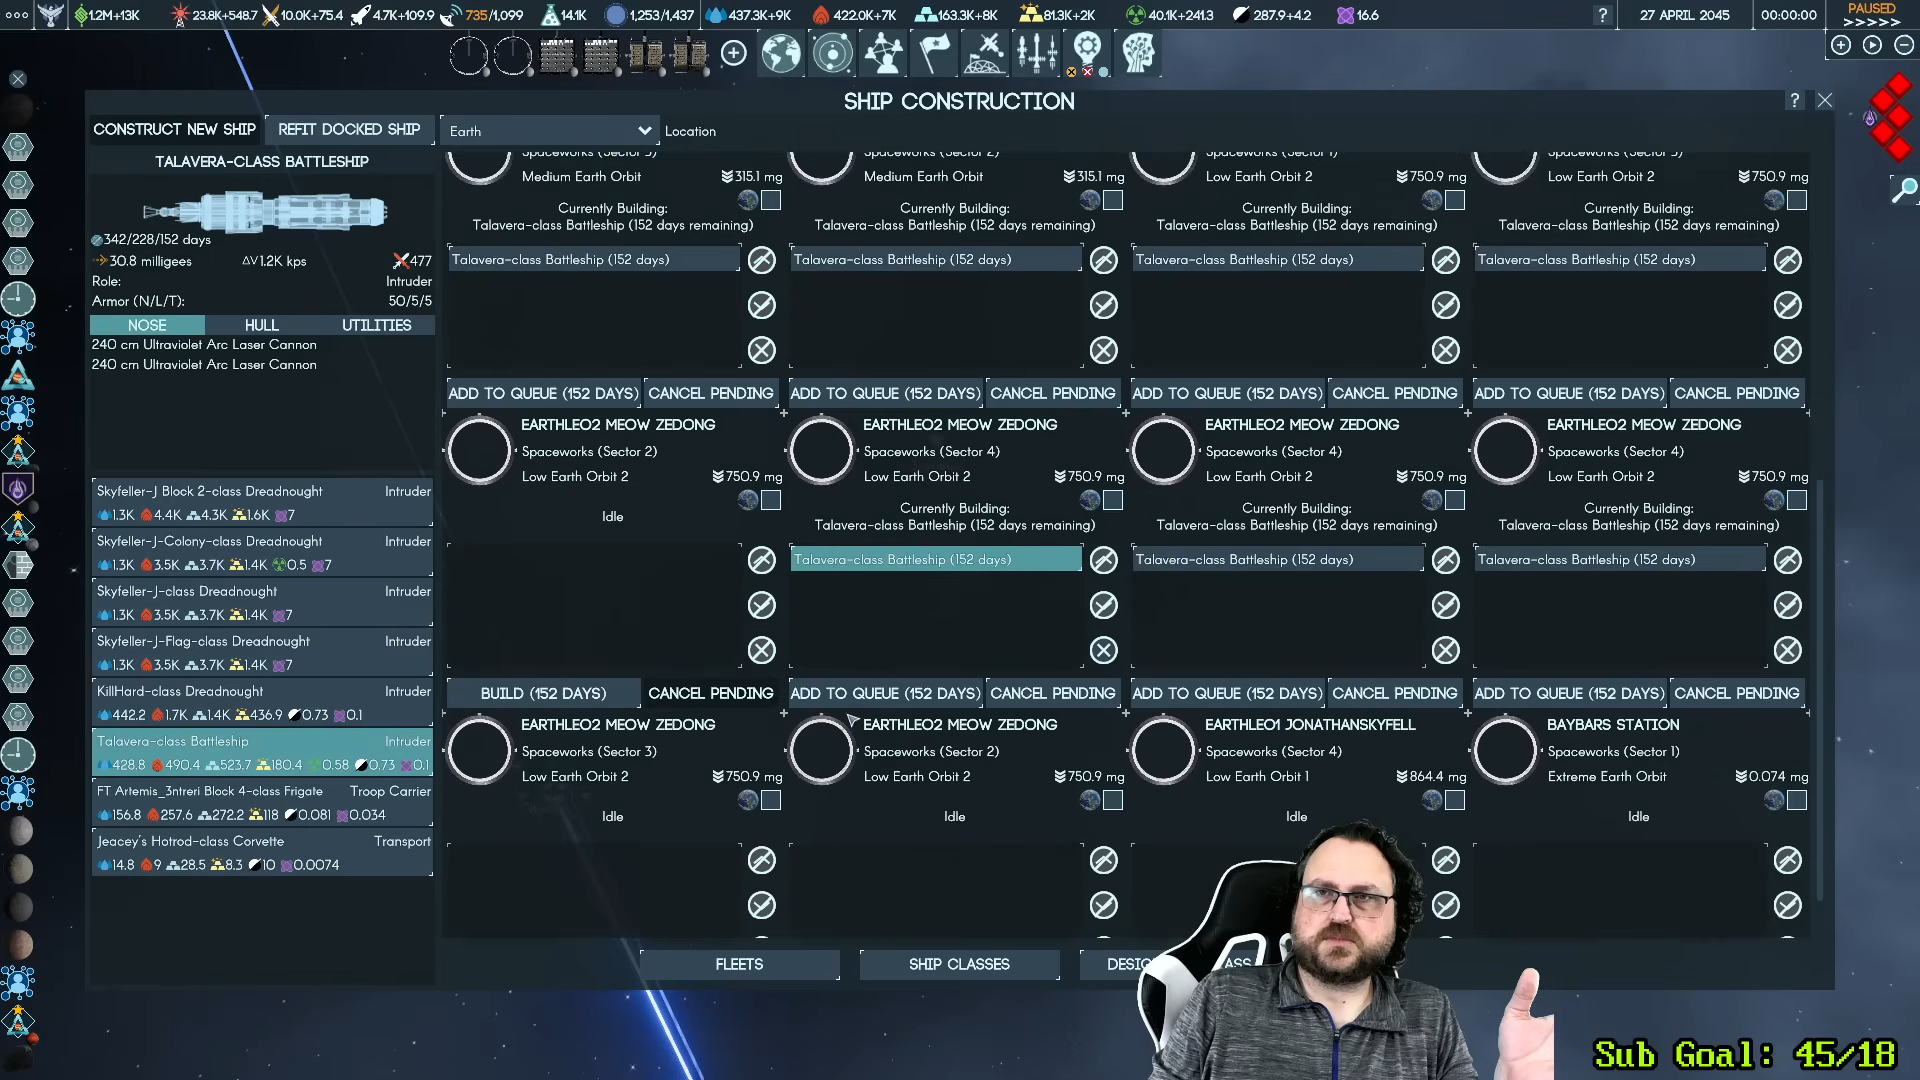 1.2M+13K 23.8K+548.7 10.0K+75.4 4.7K+109.9 735/1,099 14.1K 1,253/1,437 437.3K+9K 422.0K+7K 163.3K+8K 81.3K+2K 40.1K+241.3 287.9+4.2 16.6 ? 27 APRIL 2045 00:00:00 PAUSED
>>>>>
SHIP CONSTRUCTION ?
CONSTRUCT NEW SHIP REFIT DOCKED SHIP Earth Location
TALAVERA-CLASS BATTLESHIP
342/228/152 days
30.8 milligees ΔV1.2K kps 477
Role: Intruder
Armor (N/L/T): 50/5/5
NOSE HULL UTILITIES
240 cm Ultraviolet Arc Laser Cannon
240 cm Ultraviolet Arc Laser Cannon
Skyfeller-J Block 2-class Dreadnought Intruder
1.3K 4.4K 4.3K 1.6K 7
Skyfeller-J-Colony-class Dreadnought Intruder
1.3K 3.5K 3.7K 1.4K 0.5 7
Skyfeller-J-class Dreadnought Intruder
1.3K 3.5K 3.7K 1.4K 7
Skyfeller-J-Flag-class Dreadnought Intruder
1.3K 3.5K 3.7K 1.4K 7
KillHard-class Dreadnought Intruder
442.2 1.7K 1.4K 436.9 0.73 0.1
Talavera-class Battleship Intruder
428.8 490.4 523.7 180.4 0.58 0.73 0.1
FT Artemis_3ntreri Block 4-class Frigate Troop Carrier
156.8 257.6 272.2 118 0.081 0.034
Jeacey's Hotrod-class Corvette Transport
14.8 9 28.5 8.3 10 0.0074
Medium Earth Orbit 315.1 mg Medium Earth Orbit 315.1 mg Low Earth Orbit 2 750.9 mg Low Earth Orbit 2 750.9 mg
Currently Building: Currently Building: Currently Building: Currently Building:
Talavera-class Battleship (152 days remaining) Talavera-class Battleship (152 days remaining) Talavera-class Battleship (152 days remaining) Talavera-class Battleship (152 days remaining)
Talavera-class Battleship (152 days) Talavera-class Battleship (152 days) Talavera-class Battleship (152 days) Talavera-class Battleship (152 days)
ADD TO QUEUE (152 DAYS) CANCEL PENDING ADD TO QUEUE (152 DAYS) CANCEL PENDING ADD TO QUEUE (152 DAYS) CANCEL PENDING ADD TO QUEUE (152 DAYS) CANCEL PENDING
EARTHLEO2 MEOW ZEDONG EARTHLEO2 MEOW ZEDONG EARTHLEO2 MEOW ZEDONG EARTHLEO2 MEOW ZEDONG
Spaceworks (Sector 2) Spaceworks (Sector 4) Spaceworks (Sector 4) Spaceworks (Sector 4)
Low Earth Orbit 2 750.9 mg Low Earth Orbit 2 750.9 mg Low Earth Orbit 2 750.9 mg Low Earth Orbit 2 750.9 mg
Idle Currently Building: Currently Building: Currently Building:
Talavera-class Battleship (152 days remaining) Talavera-class Battleship (152 days remaining) Talavera-class Battleship (152 days remaining)
Talavera-class Battleship (152 days) Talavera-class Battleship (152 days) Talavera-class Battleship (152 days)
BUILD (152 DAYS) CANCEL PENDING ADD TO QUEUE (152 DAYS) CANCEL PENDING ADD TO QUEUE (152 DAYS) CANCEL PENDING ADD TO QUEUE (152 DAYS) CANCEL PENDING
EARTHLEO2 MEOW ZEDONG EARTHLEO2 MEOW ZEDONG EARTHLEO1 JONATHANSKYFELL BAYBARS STATION
Spaceworks (Sector 3) Spaceworks (Sector 2) Spaceworks (Sector 4) Spaceworks (Sector 1)
Low Earth Orbit 2 750.9 mg Low Earth Orbit 2 750.9 mg Low Earth Orbit 1 864.4 mg Extreme Earth Orbit 0.074 mg
Idle Idle Idle Idle
FLEETS SHIP CLASSES
Sub Goal: 45/18